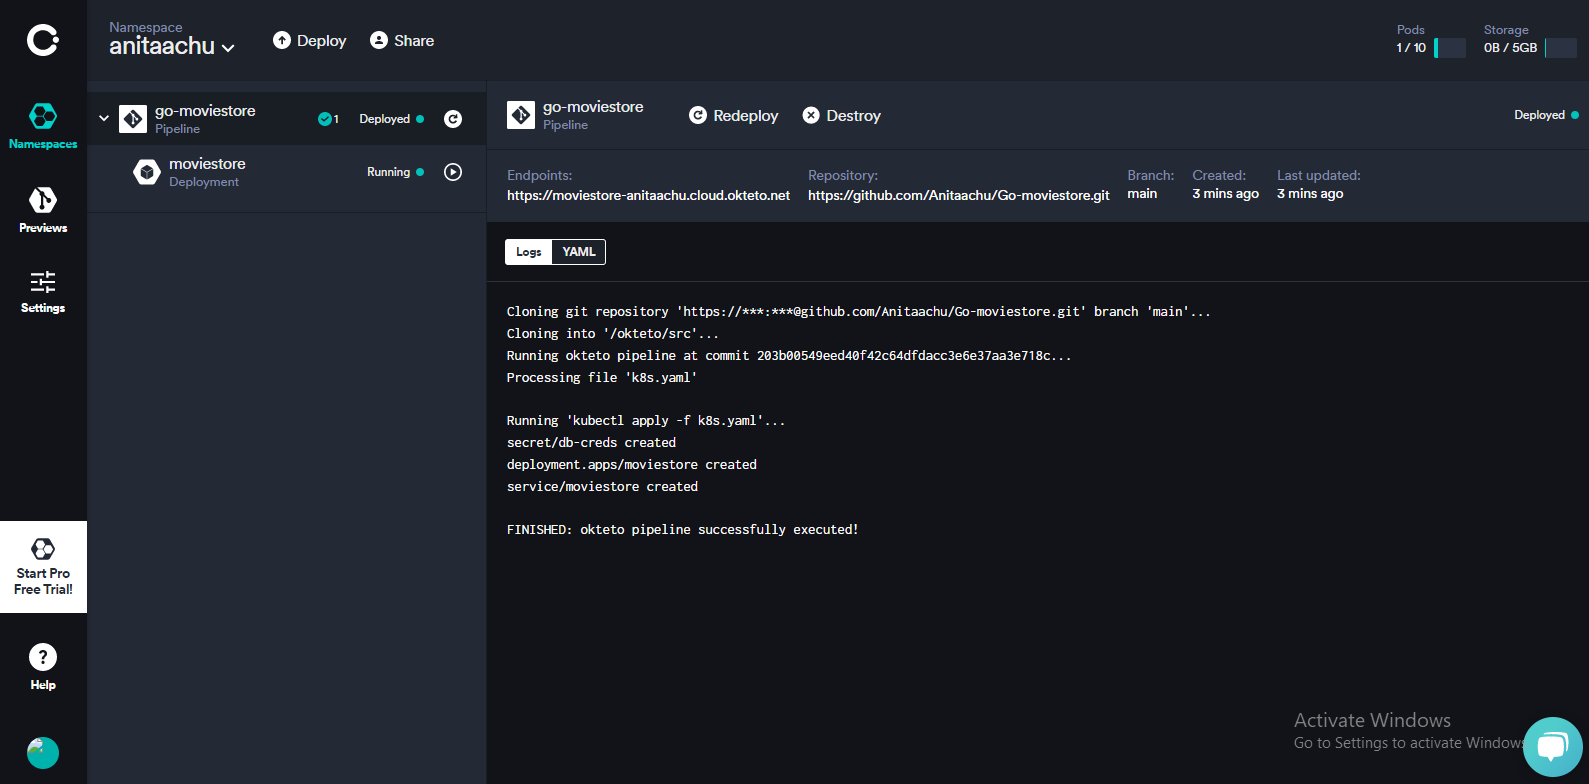 Namespace
anitaachu
Deploy
Share
Pods
1 / 10
Storage
0B / 5GB
Namespaces
Previews
Settings
Start Pro
Free Trial!
Help
go-moviestore
Pipeline
1
Deployed
moviestore
Deployment
Running
go-moviestore
Pipeline
Redeploy
Destroy
Deployed
Endpoints:
https://moviestore-anitaachu.cloud.okteto.net
Repository:
https://github.com/Anitaachu/Go-moviestore.git
Branch:
main
Created:
3 mins ago
Last updated:
3 mins ago
Logs
YAML
Cloning git repository 'https://***:***@github.com/Anitaachu/Go-moviestore.git' branch 'main'...
Cloning into '/okteto/src'...
Running okteto pipeline at commit 203b00549eed40f42c64dfdacc3e6e37aa3e718c...
Processing file 'k8s.yaml'
Running 'kubectl apply -f k8s.yaml'...
secret/db-creds created
deployment.apps/moviestore created
service/moviestore created
FINISHED: okteto pipeline successfully executed!
Activate Windows
Go to Settings to activate Windows
?